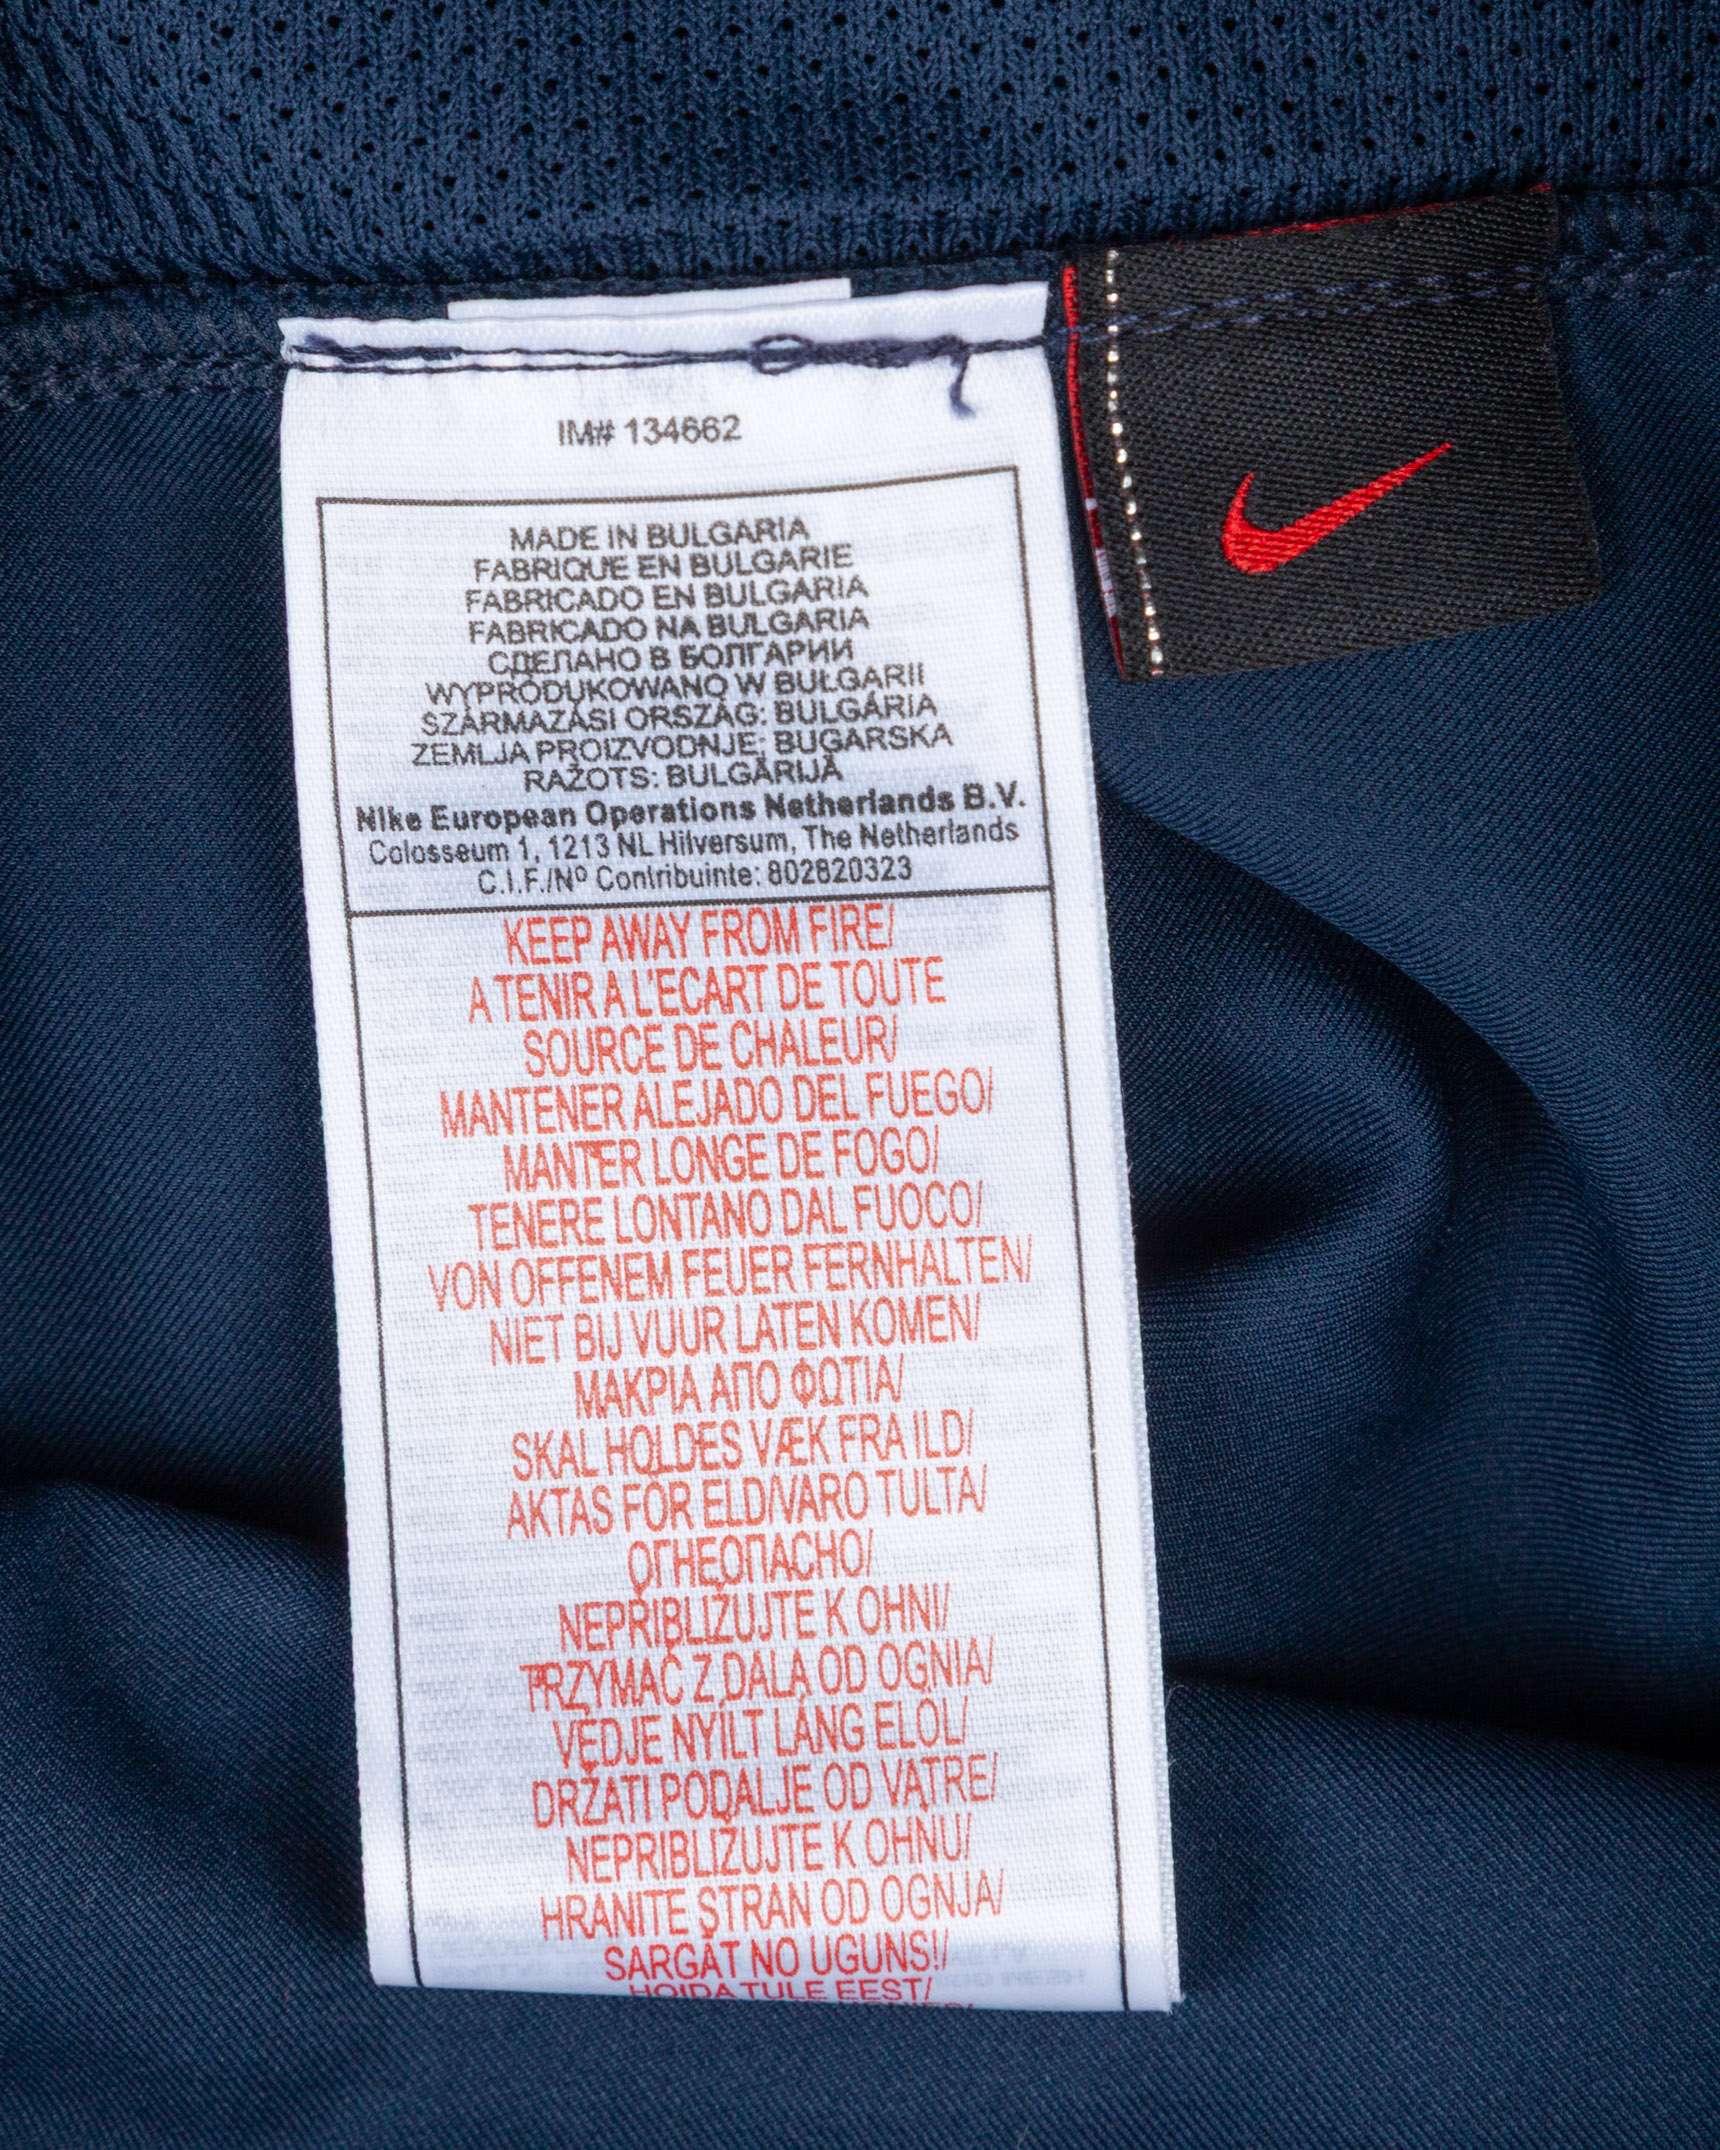 IM# 134662
MADE IN BULGARIA
FABRIQUE EN BULGARIE
FABRICADO EN BULGARIA
FABRICADO NA BULGARIA
СДЕЛАНО В БОЛГАРИИ
WYPRODUKOWANO W BUŁGARII
SZÁRMAZÁSI ORSZÁG: BULGÁRIA
ZEMLJA PROIZVODNJE: BUGARSKA
RAŽOTS: BULGĀRIJĀ
Nike European Operations Netherlands B.V.
Colosseum 1, 1213 NL Hilversum, The Netherlands
C.I.F./Nº Contribuinte: 802820323
KEEP AWAY FROM FIRE/
A TENIR A L'ECART DE TOUTE
SOURCE DE CHALEUR/
MANTENER ALEJADO DEL FUEGO/
MANTER LONGE DE FOGO/
TENERE LONTANO DAL FUOCO/
VON OFFENEM FEUER FERNHALTEN/
NIET BIJ VUUR LATEN KOMEN/
ΜΑΚΡΙΑ ΑΠΟ ΦΩΤΙΑ/
SKAL HOLDES VÆK FRA ILD/
AKTAS FÖR ELD/VARO TULTA/
ОГНЕОПАСНО/
NEPRIBLIŽUJTE K OHNI/
TRZYMAĆ Z DALA OD OGNIA/
VÉDJE NYÍLT LÁNG ELŐL/
DRŽATI PODALJE OD VATRE/
NEPRIBLIŽUJTE K OHŇU/
HRANITE STRAN OD OGNJA/
SARGĀT NO UGUNS!/
HOIDA TULE EEST/